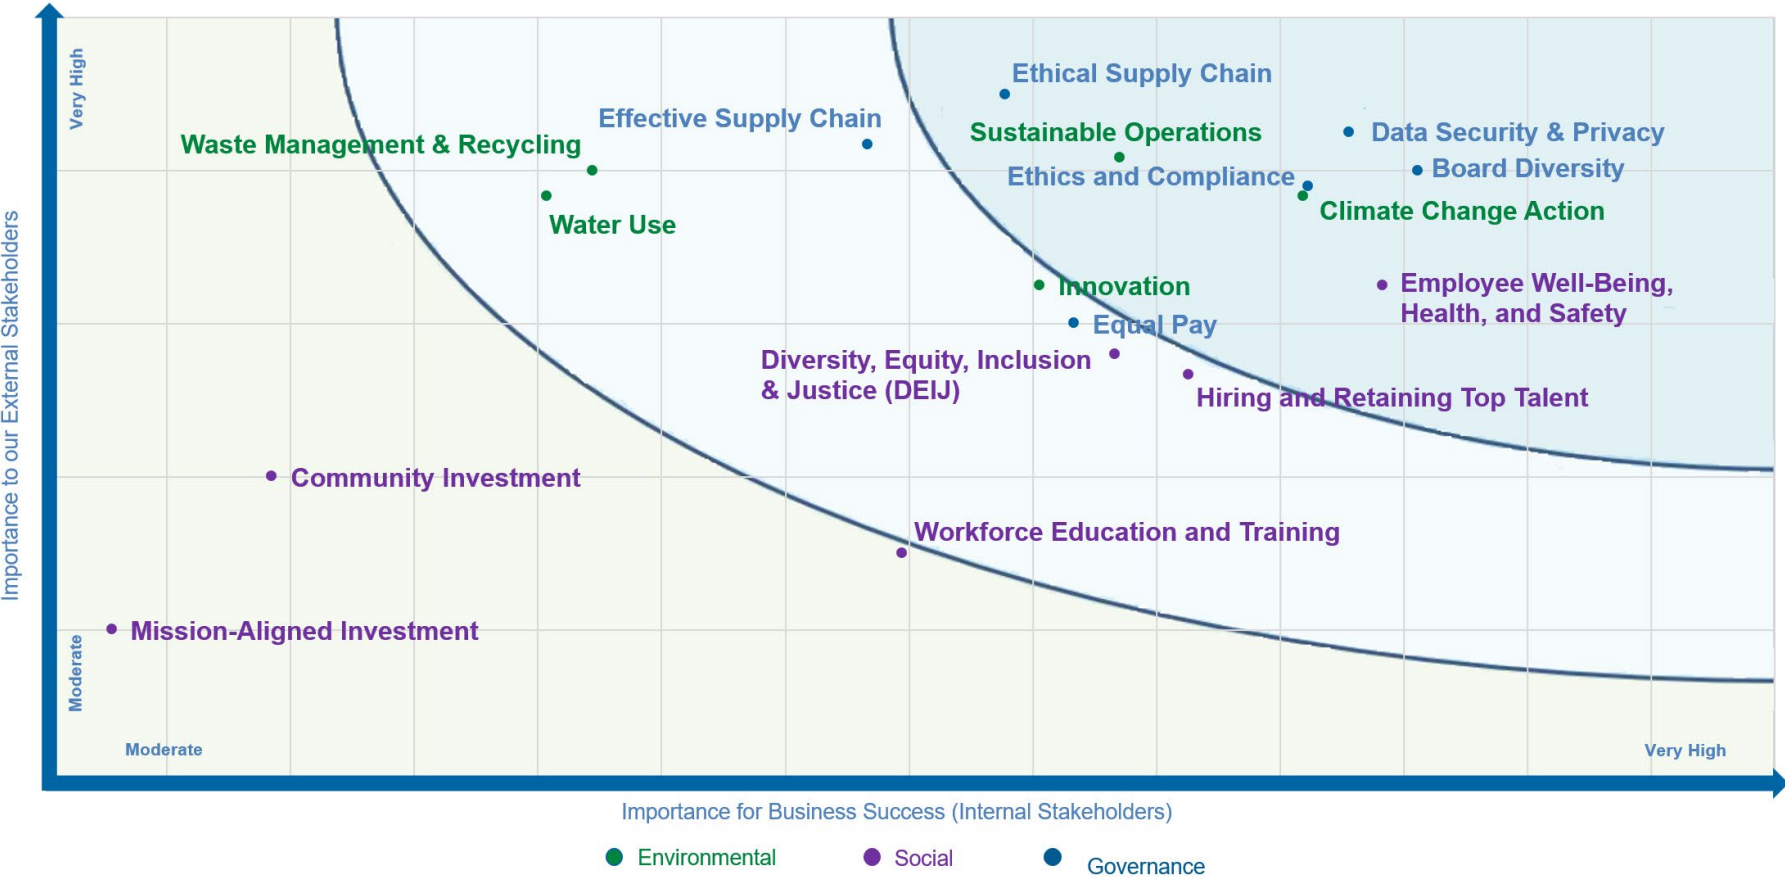 Very High
Importance to our External Stakeholders
Moderate
Ethical Supply Chain
Effective Supply Chain
Sustainable Operations
Data Security & Privacy
Waste Management & Recycling
Board Diversity
Ethics and Compliance
Climate Change Action
Water Use
Innovation
Employee Well-Being,
Health, and Safety
Equal Pay
Diversity, Equity, Inclusion
& Justice (DEIJ)
Hiring and Retaining Top Talent
Community Investment
Workforce Education and Training
Mission-Aligned Investment
Moderate
Very High
Importance for Business Success (Internal Stakeholders)
Environmental
Social
Governance